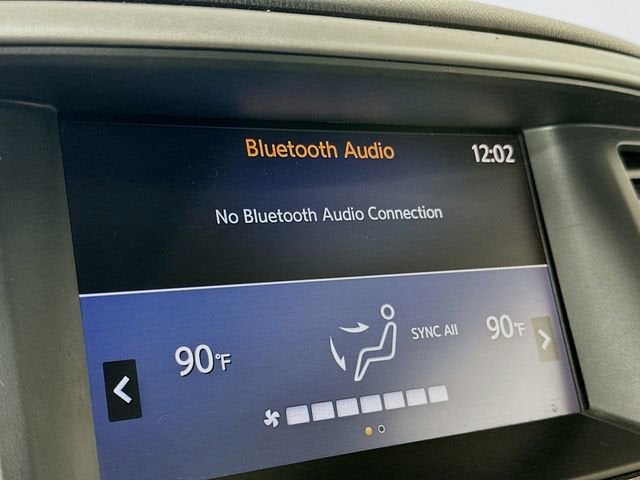 Bluetooth Audio
12:02
No Bluetooth Audio Connection
90°F
SYNC All
90°F